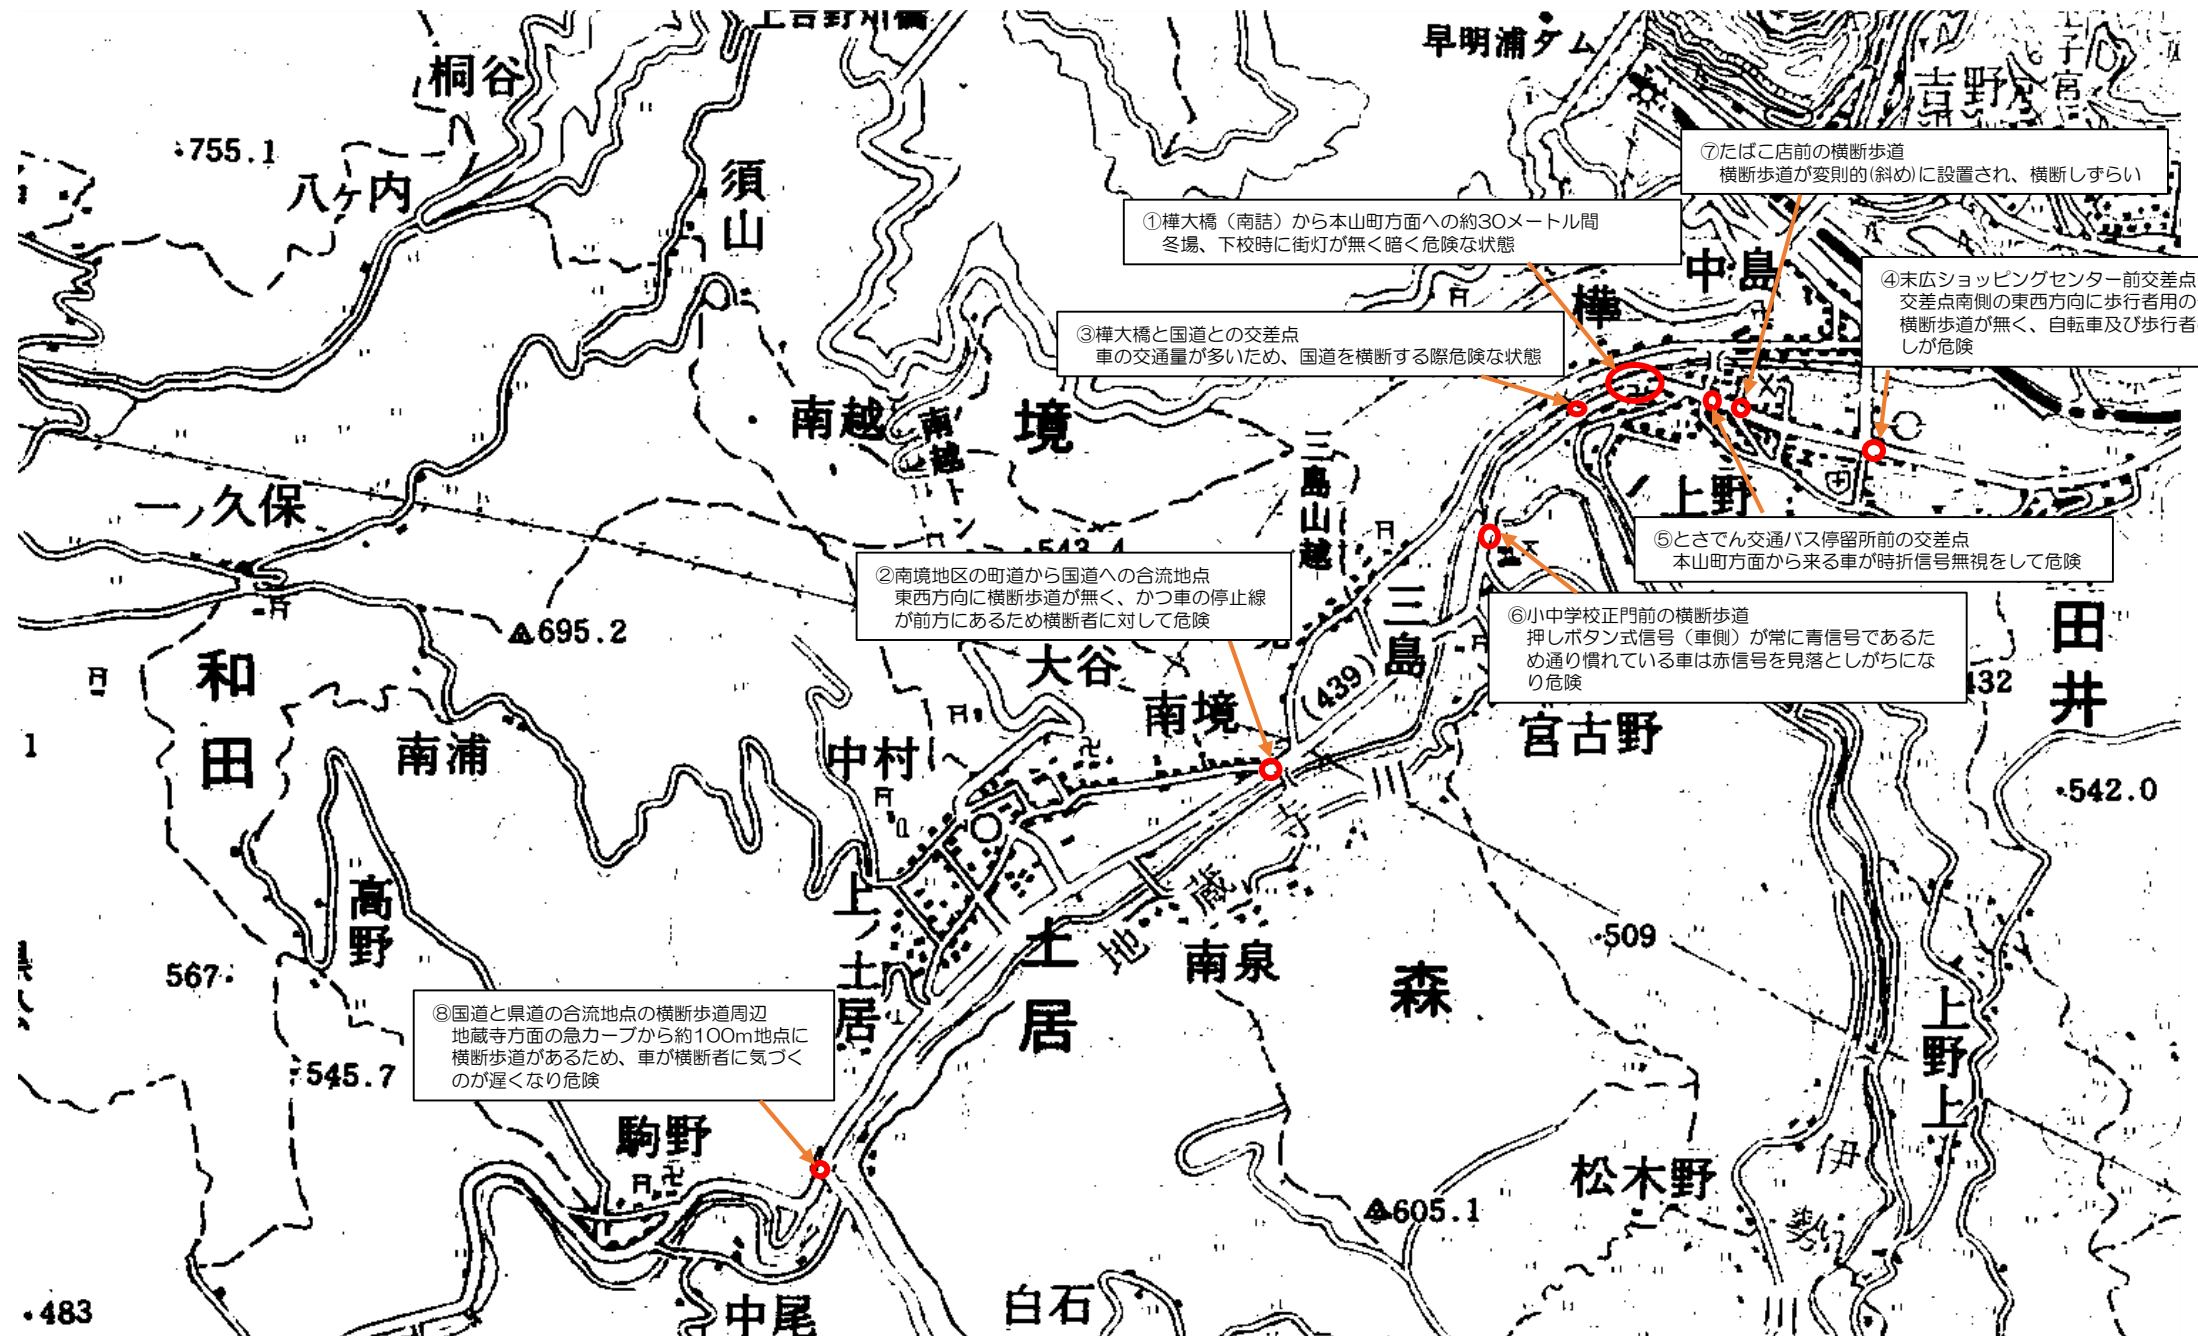 上吉野川橋
早明浦ダム
桐谷
吉野
子宮
・755.1
八ヶ内
須山
⑦たばこ店前の横断歩道
横断歩道が変則的(斜め)に設置され、横断しずらい
①樺大橋(南詰)から本山町方面への約30メートル間
冬場、下校時に街灯が無く暗く危険な状態
中島
樺
④末広ショッピングセンター前交差点
交差点南側の東西方向に歩行者用の
横断歩道が無く、自転車及び歩行者
しが危険
③樺大橋と国道との交差点
車の交通量が多いため、国道を横断する際危険な状態
南越
南越
境
三島山越
上野
一ノ久保
543.4
⑤とさでん交通バス停留所前の交差点
本山町方面から来る車が時折信号無視をして危険
②南境地区の町道から国道への合流地点
東西方向に横断歩道が無く、かつ車の停止線
が前方にあるため横断者に対して危険
695.2
三島
⑥小中学校正門前の横断歩道
押しボタン式信号(車側)が常に青信号であるた
め通り慣れている車は赤信号を見落としがちにな
り危険
田井
和田
大谷
(439)
432
南境
宮古野
1
南浦
中村
・542.0
高野
上ノ土居
土居
地蔵
南泉
・509
森
567・
上野上
⑧国道と県道の合流地点の横断歩道周辺
地蔵寺方面の急カーブから約100m地点に
横断歩道があるため、車が横断者に気づく
のが遅くなり危険
・545.7
駒野
伊勢川
松木野
605.1
・483
中尾
白石